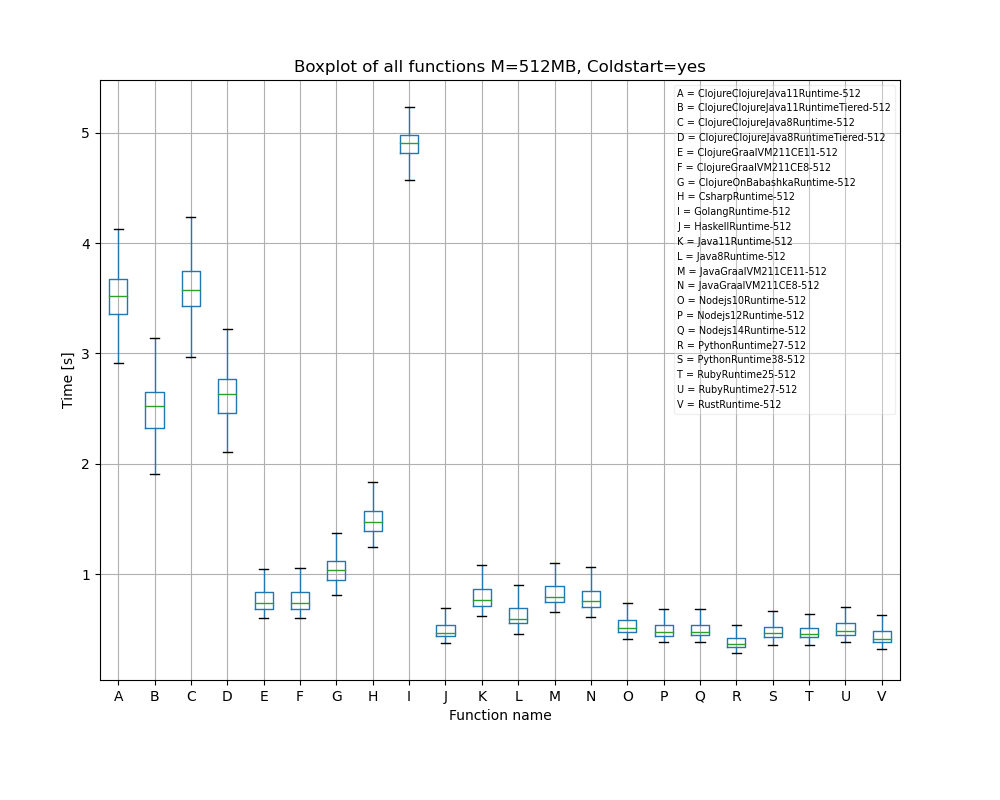 Boxplot of all functions M=512MB, Coldstart=yes
A = ClojureClojureJava11Runtime-512
B = ClojureClojureJava11RuntimeTiered-512
C = ClojureClojureJava8Runtime-512
D = ClojureClojureJava8RuntimeTiered-512
E = ClojureGraalVM211CE11-512
F = ClojureGraalVM211CE8-512
G = ClojureOnBabashkaRuntime-512
H = CsharpRuntime-512
I = GolangRuntime-512
J = HaskellRuntime-512
K = Java11Runtime-512
L = Java8Runtime-512
M = JavaGraalVM211CE11-512
N = JavaGraalVM211CE8-512
O = Nodejs10Runtime-512
P = Nodejs12Runtime-512
Q = Nodejs14Runtime-512
R = PythonRuntime27-512
S = PythonRuntime38-512
T = RubyRuntime25-512
U = RubyRuntime27-512
V = RustRuntime-512
5
4
3
2
1
Time [s]
A B C D E F G H I J K L M N O P Q R S T U V
Function name